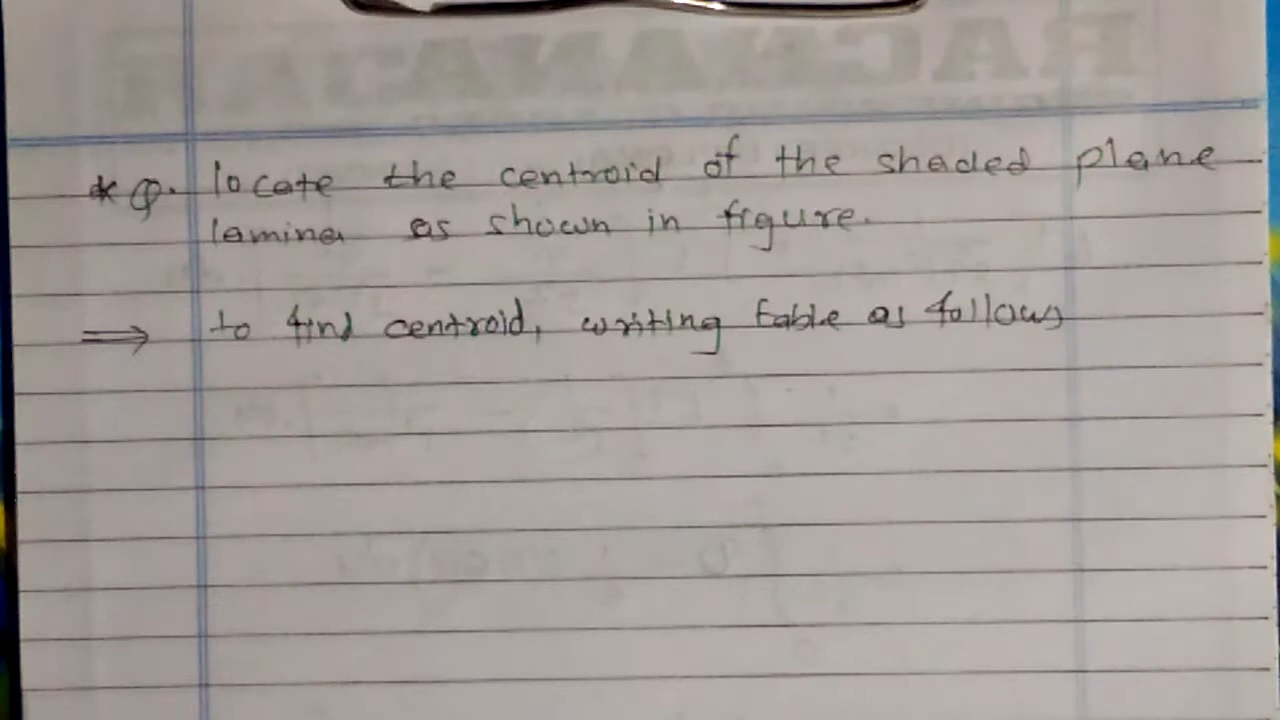 * Q. locate the centroid of the shaded plane
lamina as shown in figure.
⇒ to find centroid, writing table as follows